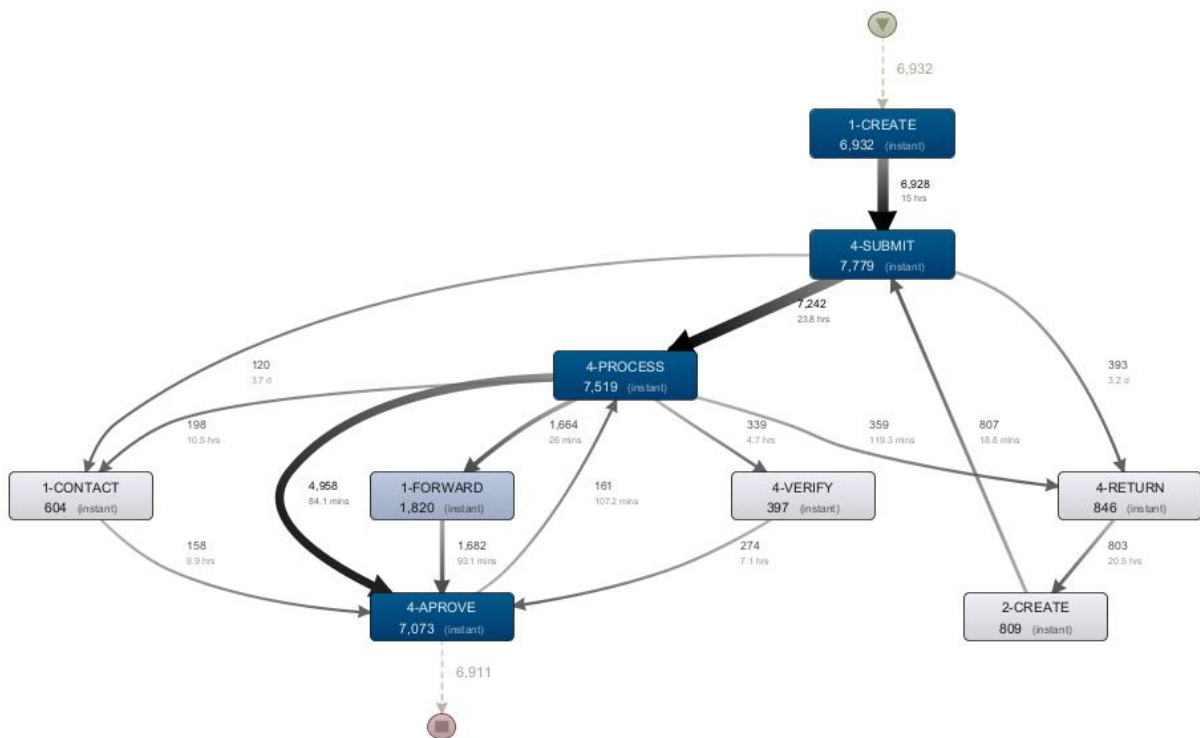 6,932
1-CREATE
6,932 (instant)
6,928
15 hrs
4-SUBMIT
7,779 (instant)
7,242
23.8 hrs
120
3.7 d
4-PROCESS
7,519 (instant)
393
3.2 d
198
10.5 hrs
1,664
26 mins
339
4.7 hrs
359
119.3 mins
807
18.8 mins
1-CONTACT
604 (instant)
4,958
84.1 mins
1-FORWARD
1,820 (instant)
161
107.2 mins
4-VERIFY
397 (instant)
4-RETURN
846 (instant)
158
9.9 hrs
1,682
93.1 mins
274
7.1 hrs
803
20.5 hrs
4-APROVE
7,073 (instant)
2-CREATE
809 (instant)
6,911